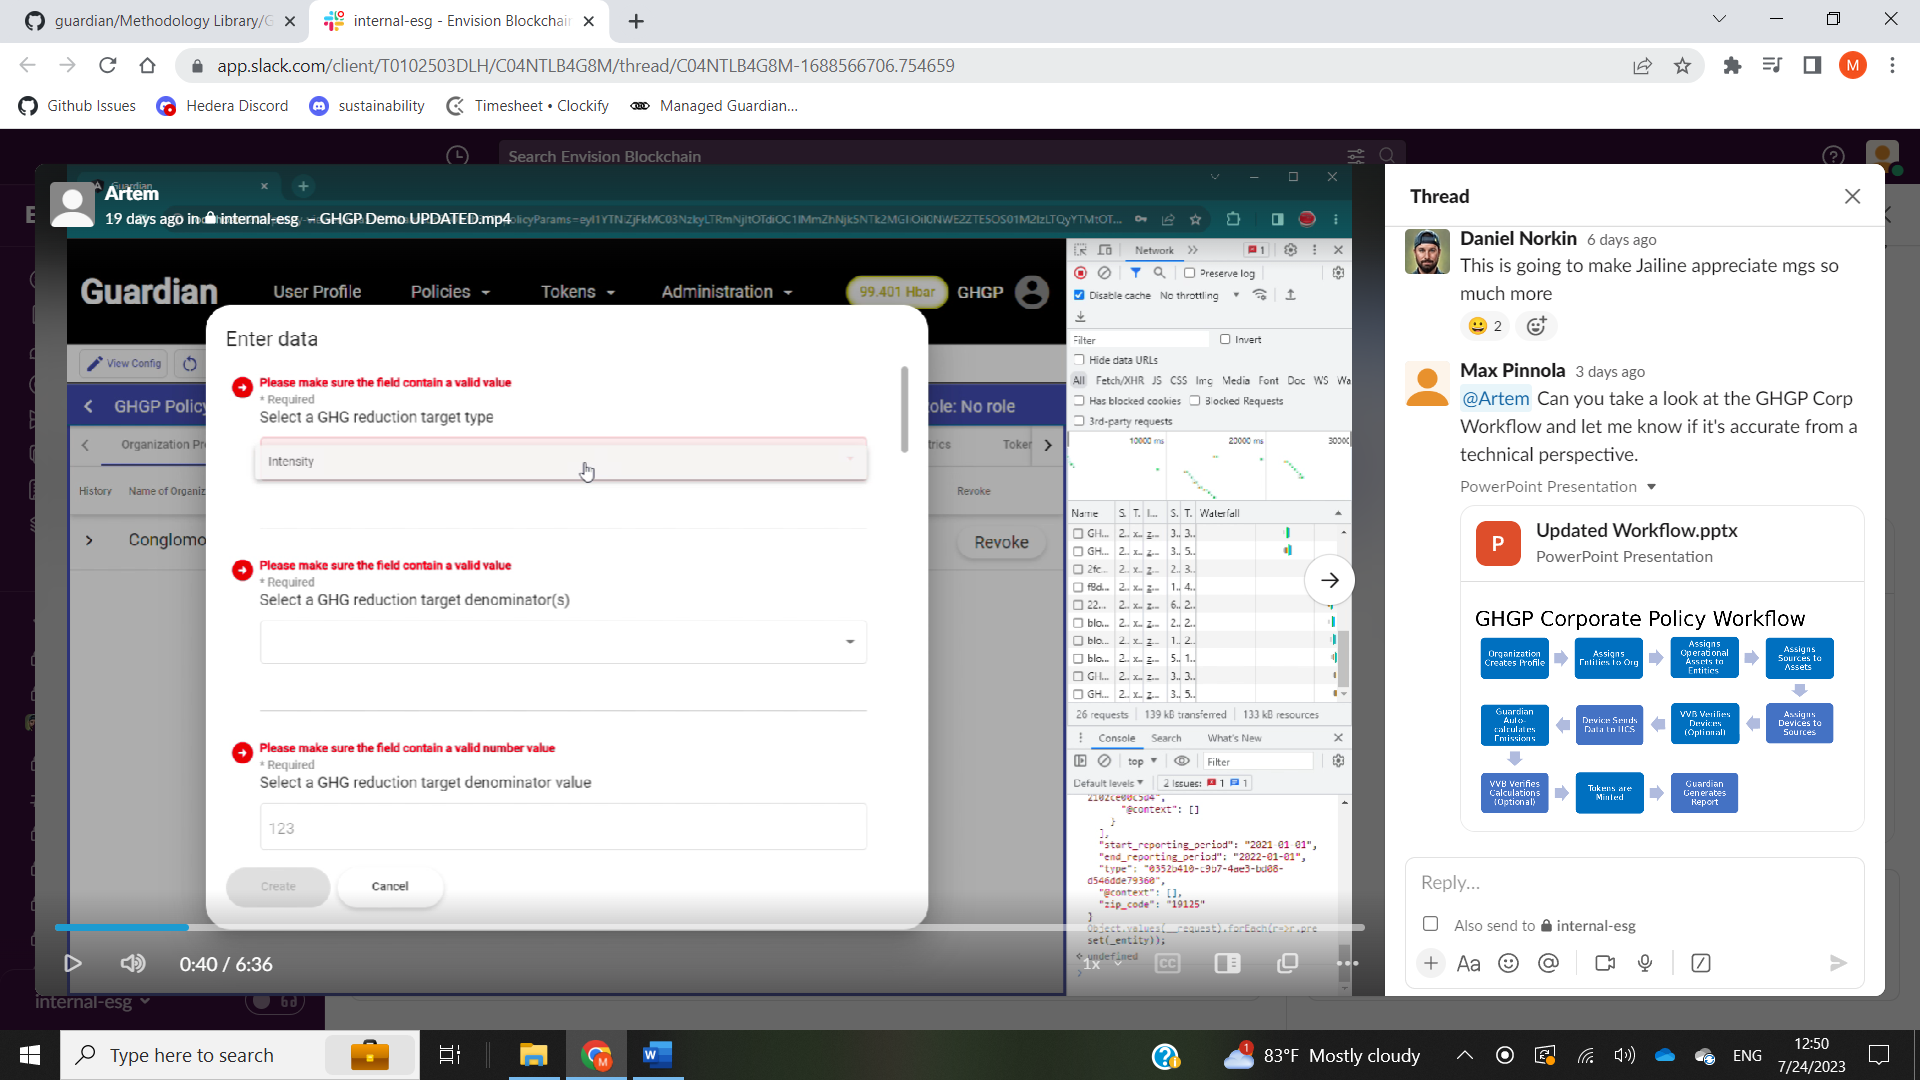 guardian/Methodology Library/G
internal-esg - Envision Blockchain
app.slack.com/client/T0102503DLH/C04NTLB4G8M/thread/C04NTLB4G8M-1688566706.754659
M
Github Issues
Hedera Discord
sustainability
Timesheet • Clockify
Managed Guardian...
Search Envision Blockchain
Artem
19 days ago in internal-esg – GHGP Demo UPDATED.mp4
Guardian
User Profile
Policies
Tokens
Administration
99.401 Hbar
GHGP
View Config
GHGP Policy
ole: No role
Organization Pr
trics
Toker
History
Name of Organiz
Revoke
Conglomo
Revoke
Enter data
Please make sure the field contain a valid value
* Required
Select a GHG reduction target type
Intensity
Please make sure the field contain a valid value
* Required
Select a GHG reduction target denominator(s)
Please make sure the field contain a valid number value
* Required
Select a GHG reduction target denominator value
123
Create
Cancel
0:40 / 6:36
1x
CC
internal-esg
Network
1
Preserve log
Disable cache
No throttling
Filter
Invert
Hide data URLs
All Fetch/XHR JS CSS Img Media Font Doc WS Wa
Has blocked cookies
Blocked Requests
3rd-party requests
10000 ms
20000 ms
30000
Name S. T. I... S. T. Waterfall
26 requests
139 kB transferred
133 kB resources
Console
Search
What's New
top
Filter
Default levels
2 Issues: 1 1
"@context": []
}
],
"start_reporting_period": "2021-01-01",
"end_reporting_period": "2022-01-01",
"@context": [],
"zip_code": "19125"
]
Object.values(__request).forEach(r=>r.pre
set(_entity));
undefined
Thread
Daniel Norkin 6 days ago
This is going to make Jailine appreciate mgs so
much more
2
Max Pinnola 3 days ago
@Artem Can you take a look at the GHGP Corp
Workflow and let me know if it's accurate from a
technical perspective.
PowerPoint Presentation
P
Updated Workflow.pptx
PowerPoint Presentation
GHGP Corporate Policy Workflow
Organization
Creates Profile
Assigns
Entities to Org
Assigns
Operational
Assets to
Entities
Assigns
Sources to
Assets
Guardian
Auto-
calculates
Emissions
Device Sends
Data to HCS
VVB Verifies
Devices
(Optional)
Assigns
Devices to
Sources
VVB Verifies
Calculations
(Optional)
Tokens are
Minted
Guardian
Generates
Report
Reply...
Also send to internal-esg
Aa
Type here to search
1
83°F Mostly cloudy
ENG
12:50
7/24/2023